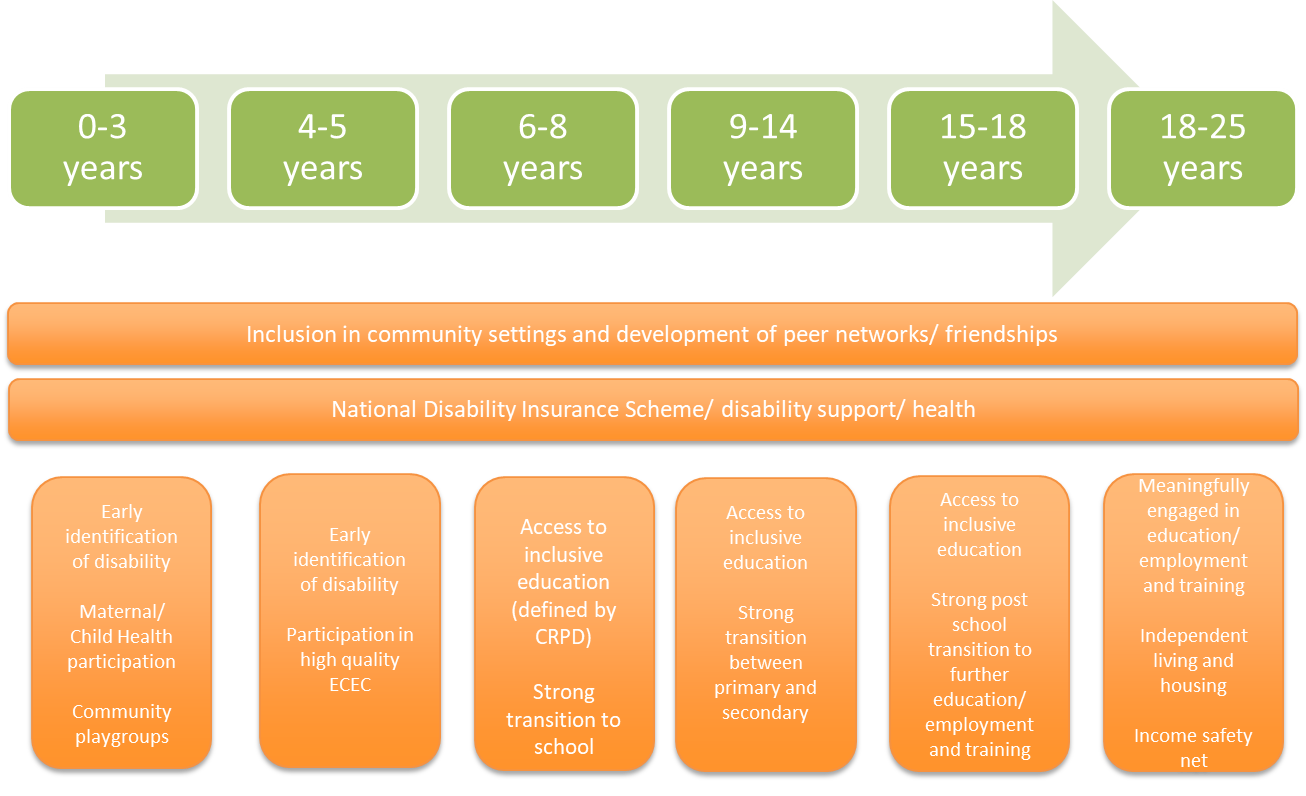 0-3
years
4-5
years
6-8
years
9-14
years
15-18
years
18-25
years
Inclusion in community settings and development of peer networks/ friendships
National Disability Insurance Scheme/ disability support/ health
Early
identification
of disability
Maternal/
Child Health
participation
Community
playgroups
Early
identification
of disability
Participation in
high quality
ECEC
Access to
inclusive
education
(defined by
CRPD)
Strong
transition to
school
Access to
inclusive
education
Strong
transition
between
primary and
secondary
Access to
inclusive
education
Strong post
school
transition to
further
education/
employment
and training
Meaningfully
engaged in
education/
employment
and training
Independent
living and
housing
Income safety
net